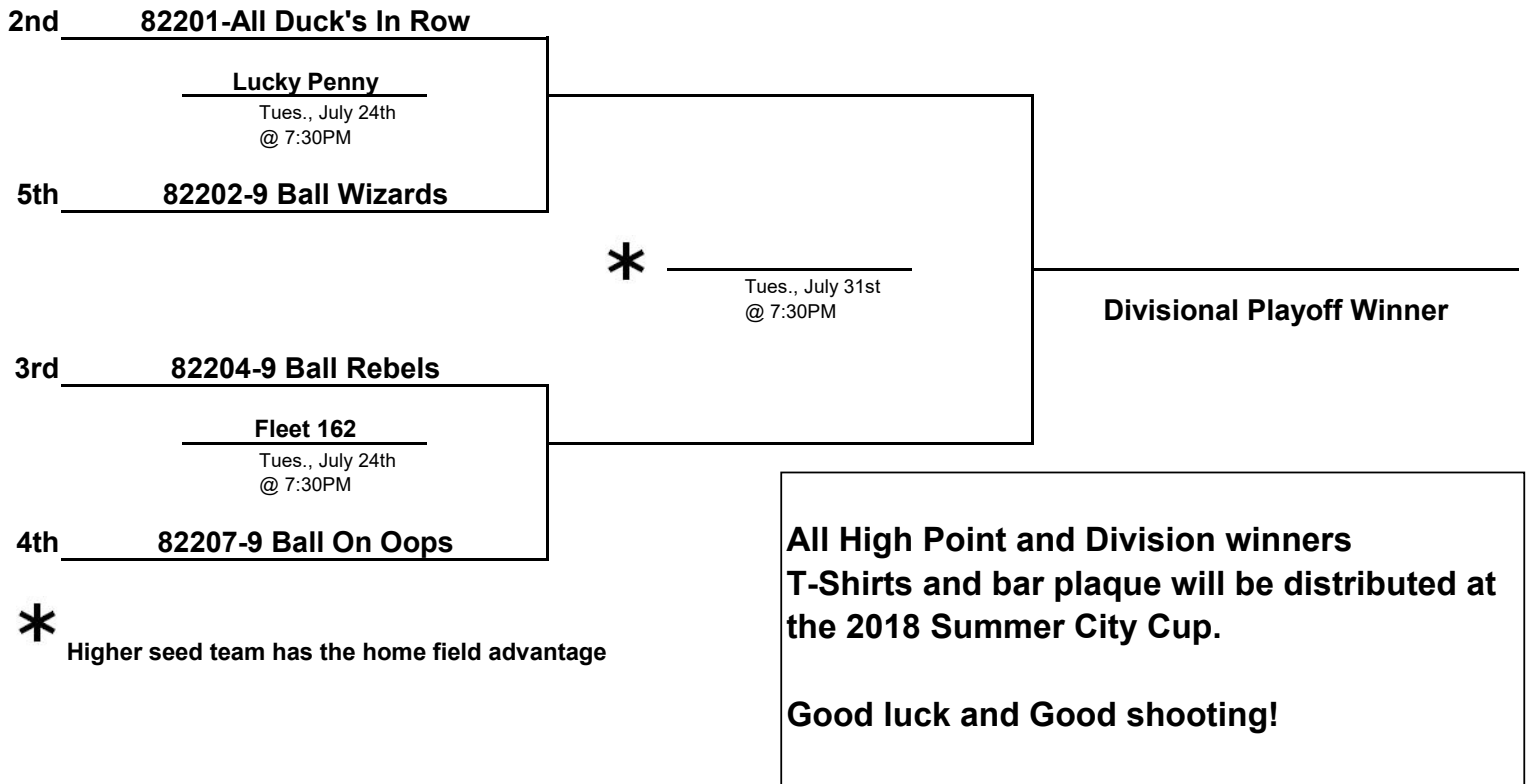 2nd 82201-All Duck's In Row
Lucky Penny
Tues., July 24th
@ 7:30PM
5th 82202-9 Ball Wizards
*
Tues., July 31st
@ 7:30PM
Divisional Playoff Winner
3rd 82204-9 Ball Rebels
Fleet 162
Tues., July 24th
@ 7:30PM
4th 82207-9 Ball On Oops
* Higher seed team has the home field advantage
All High Point and Division winners
T-Shirts and bar plaque will be distributed at
the 2018 Summer City Cup.
Good luck and Good shooting!